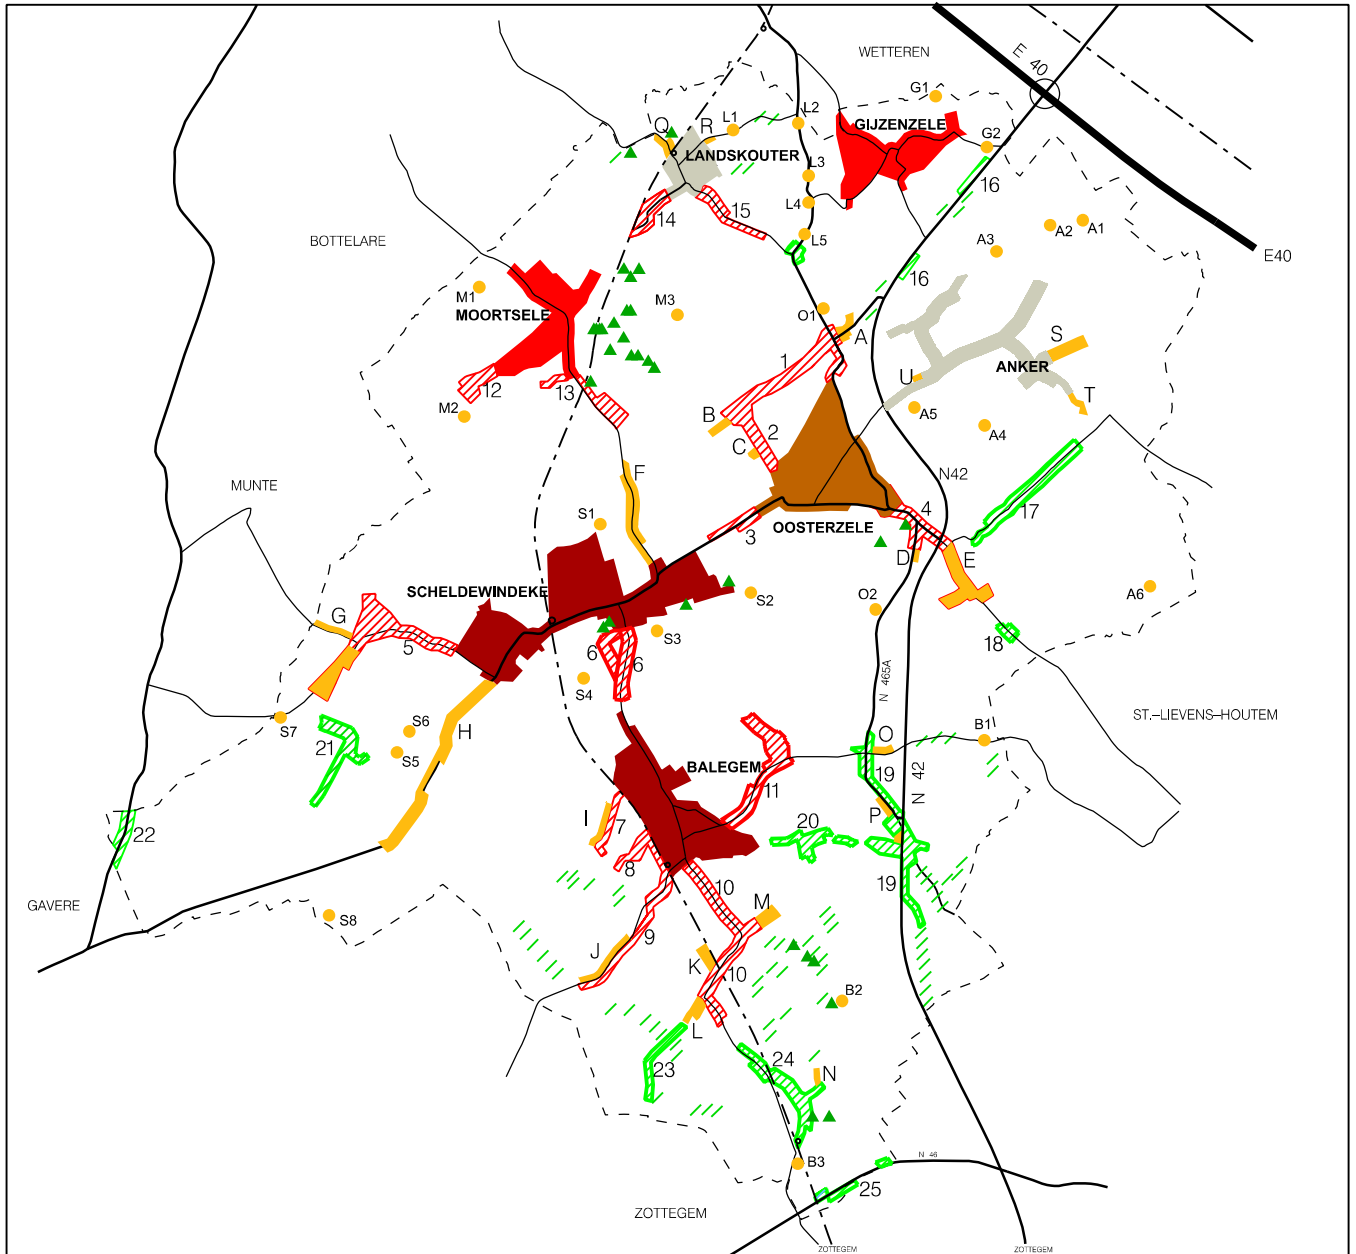 WETTEREN
E 40
G1
L2
Q
R
L1
GIJZENZELE
G2
LANDSKOUTER
L3
16
L4
14
15
A2
A1
BOTTELARE
L5
A3
E40
16
M1
M3
O1
MOORTSELE
A
S
1
ANKER
U
12
13
T
M2
B
A5
2
A4
C
F
N42
MUNTE
S1
17
4
3
OOSTERZELE
D
E
SCHELDEWINDEKE
S2
O2
A6
G
S3
5
6
6
18
S4
N 465A
S7
S6
H
ST.–LIEVENS–HOUTEM
21
S5
O
B1
BALEGEM
19
11
N 42
I
7
P
22
20
8
19
10
GAVERE
M
S8
J
9
K
10
B2
L
24
23
N
N 46
B3
25
ZOTTEGEM
ZOTTEGEM
ZOTTEGEM